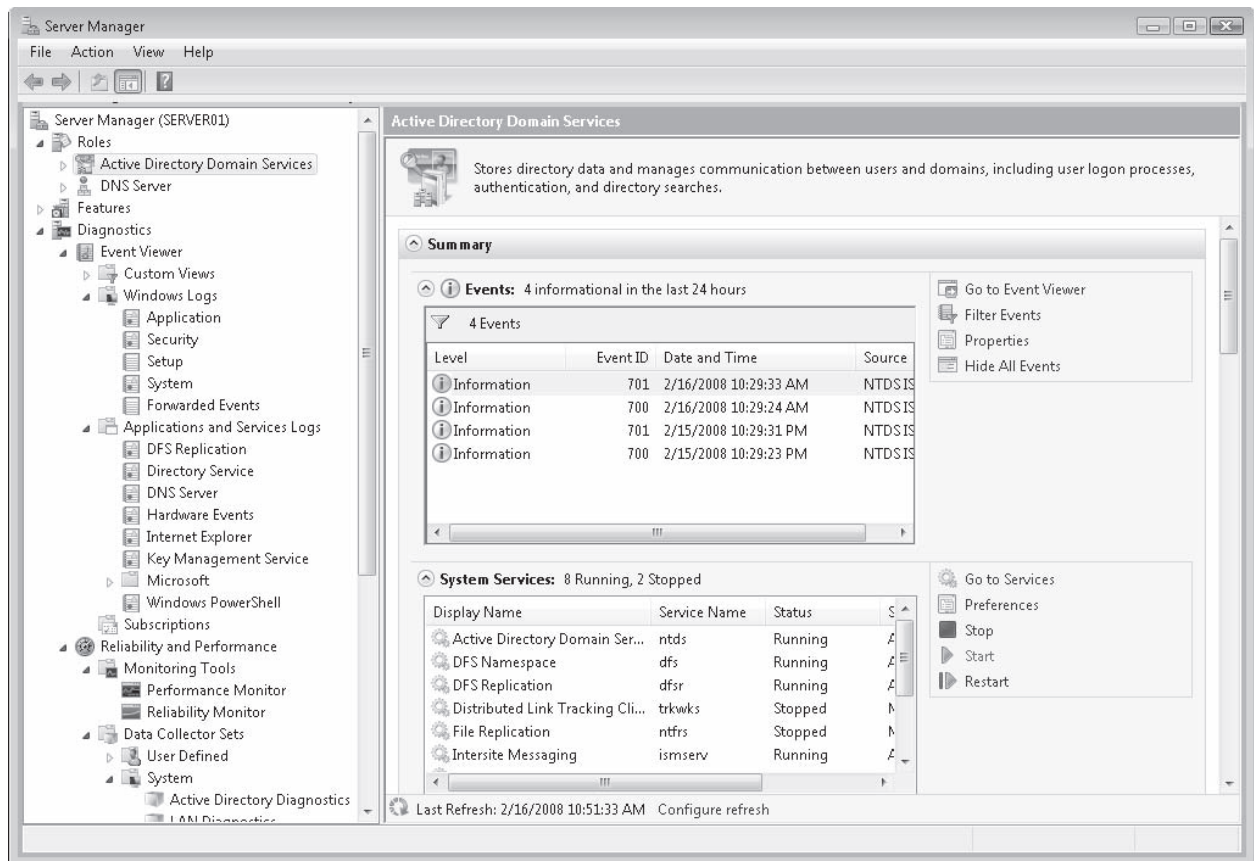 Server Manager
File Action View Help
Server Manager (SERVER01)
Roles
Active Directory Domain Services
DNS Server
Features
Diagnostics
Event Viewer
Custom Views
Windows Logs
Application
Security
Setup
System
Forwarded Events
Applications and Services Logs
DFS Replication
Directory Service
DNS Server
Hardware Events
Internet Explorer
Key Management Service
Microsoft
Windows PowerShell
Subscriptions
Reliability and Performance
Monitoring Tools
Performance Monitor
Reliability Monitor
Data Collector Sets
User Defined
System
Active Directory Diagnostics
LAN Diagnostics
Active Directory Domain Services
Stores directory data and manages communication between users and domains, including user logon processes,
authentication, and directory searches.
Summary
Events: 4 informational in the last 24 hours
4 Events
Level Event ID Date and Time Source
Information 701 2/16/2008 10:29:33 AM NTDS IS
Information 700 2/16/2008 10:29:24 AM NTDS IS
Information 701 2/15/2008 10:29:31 PM NTDS IS
Information 700 2/15/2008 10:29:23 PM NTDS IS
Go to Event Viewer
Filter Events
Properties
Hide All Events
System Services: 8 Running, 2 Stopped
Display Name Service Name Status S
Active Directory Domain Ser... ntds Running A
DFS Namespace dfs Running A
DFS Replication dfsr Running A
Distributed Link Tracking Cli... trkwks Stopped M
File Replication ntfrs Stopped M
Intersite Messaging ismserv Running A
Go to Services
Preferences
Stop
Start
Restart
Last Refresh: 2/16/2008 10:51:33 AM Configure refresh